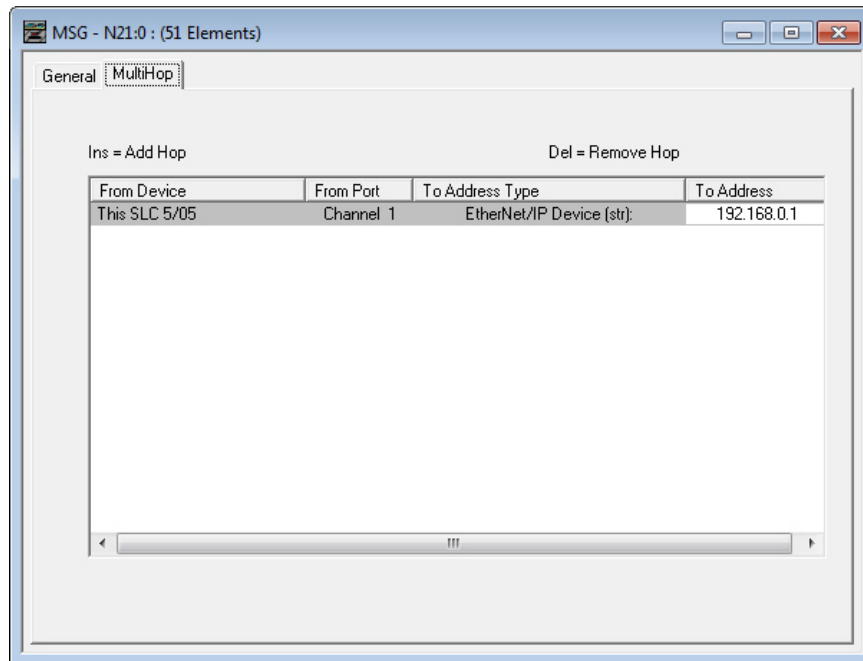 MSG - N21:0 : (51 Elements)
General MultiHop
Ins = Add Hop Del = Remove Hop
From Device From Port To Address Type To Address
This SLC 5/05 Channel 1 EtherNet/IP Device (str): 192.168.0.1